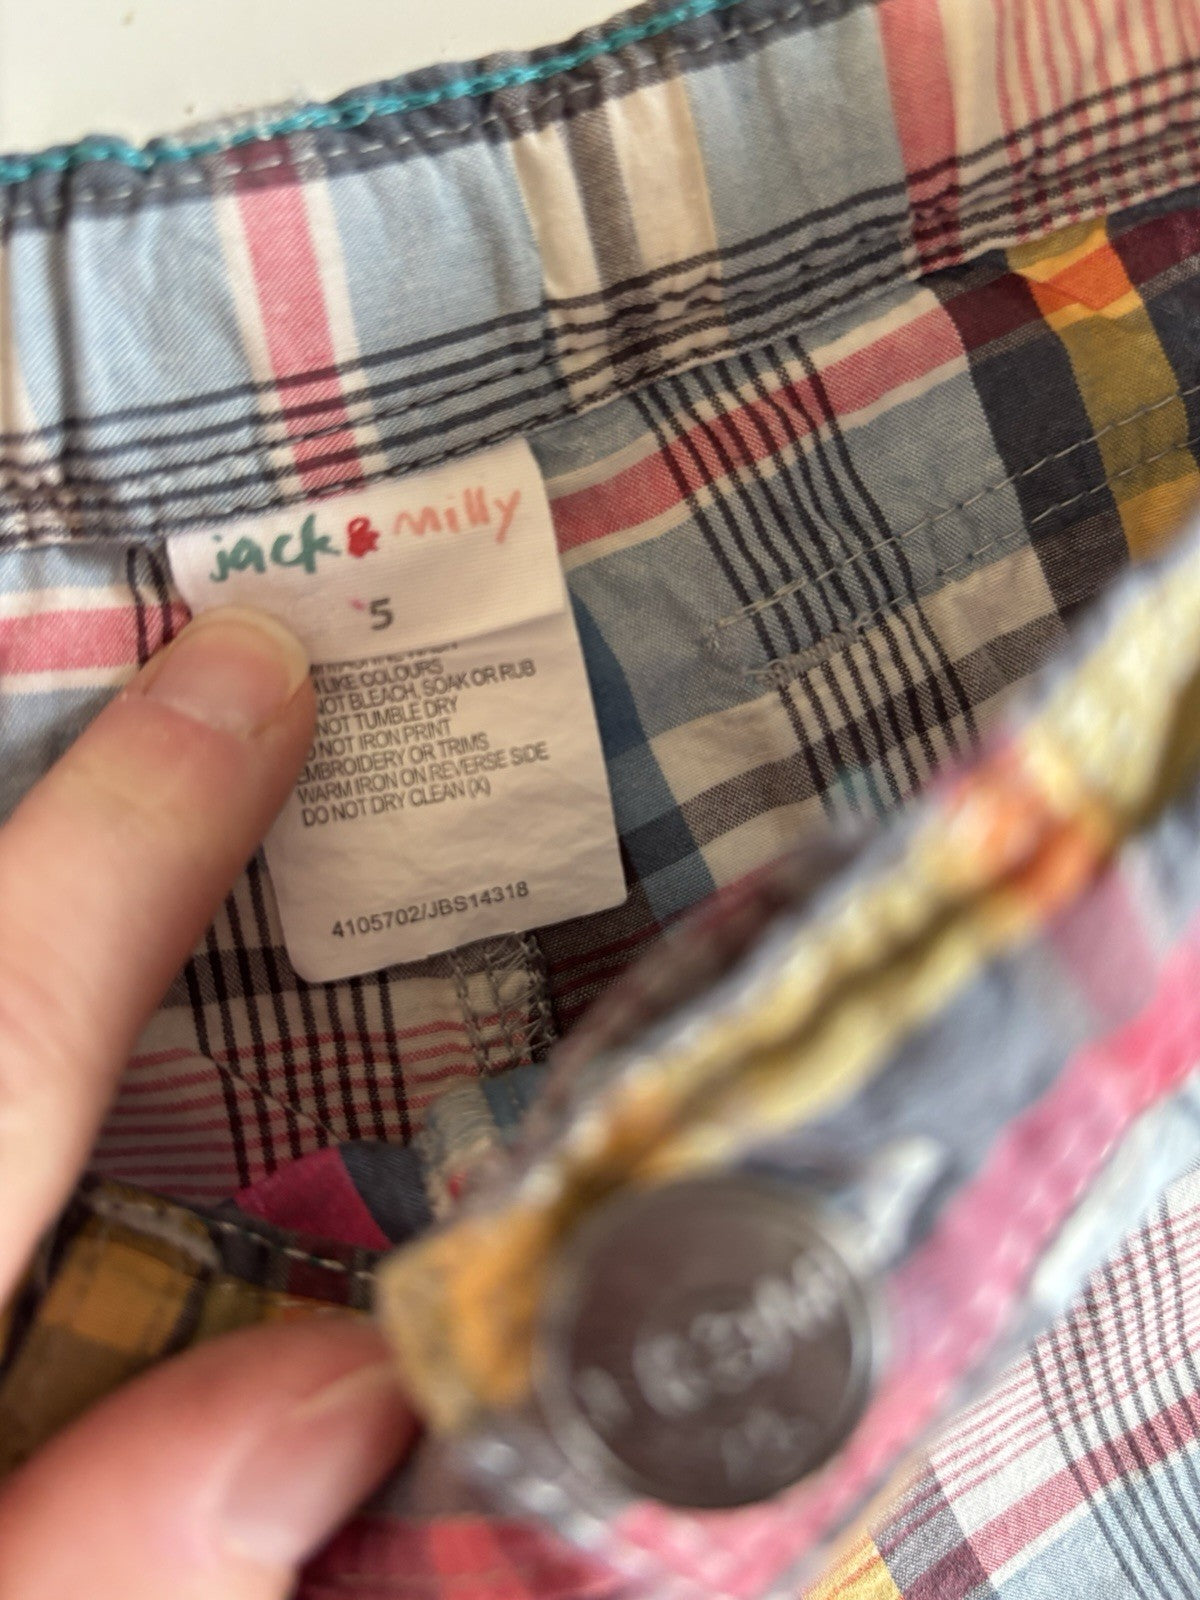 jack & milly
5
LIKE COLOURS
NOT BLEACH, SOAK OR RUB
NOT TUMBLE DRY
NOT IRON PRINT
EMBROIDERY OR TRIMS
WARM IRON ON REVERSE SIDE
DO NOT DRY CLEAN (X)
4105702/JBS14318